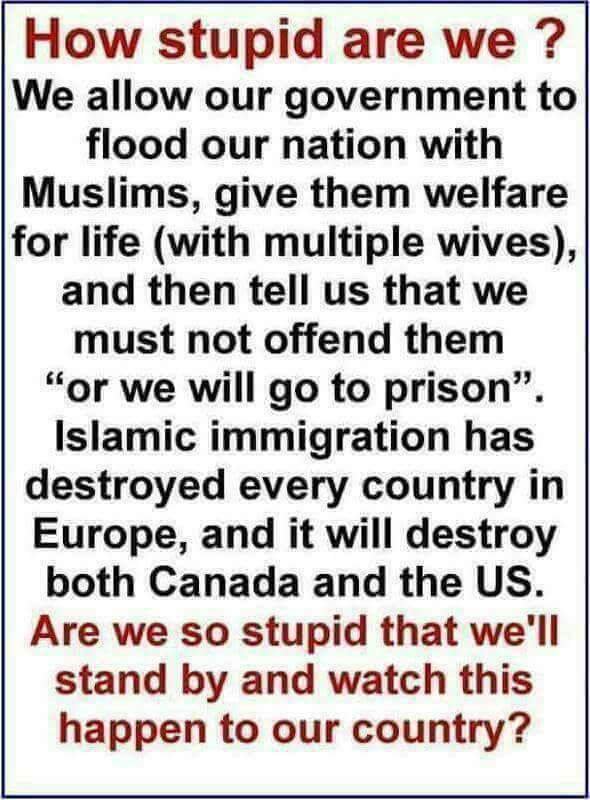 How stupid are we ?
We allow our government to
flood our nation with
Muslims, give them welfare
for life (with multiple wives),
and then tell us that we
must not offend them
“or we will go to prison”.
Islamic immigration has
destroyed every country in
Europe, and it will destroy
both Canada and the US.
Are we so stupid that we'll
stand by and watch this
happen to our country?